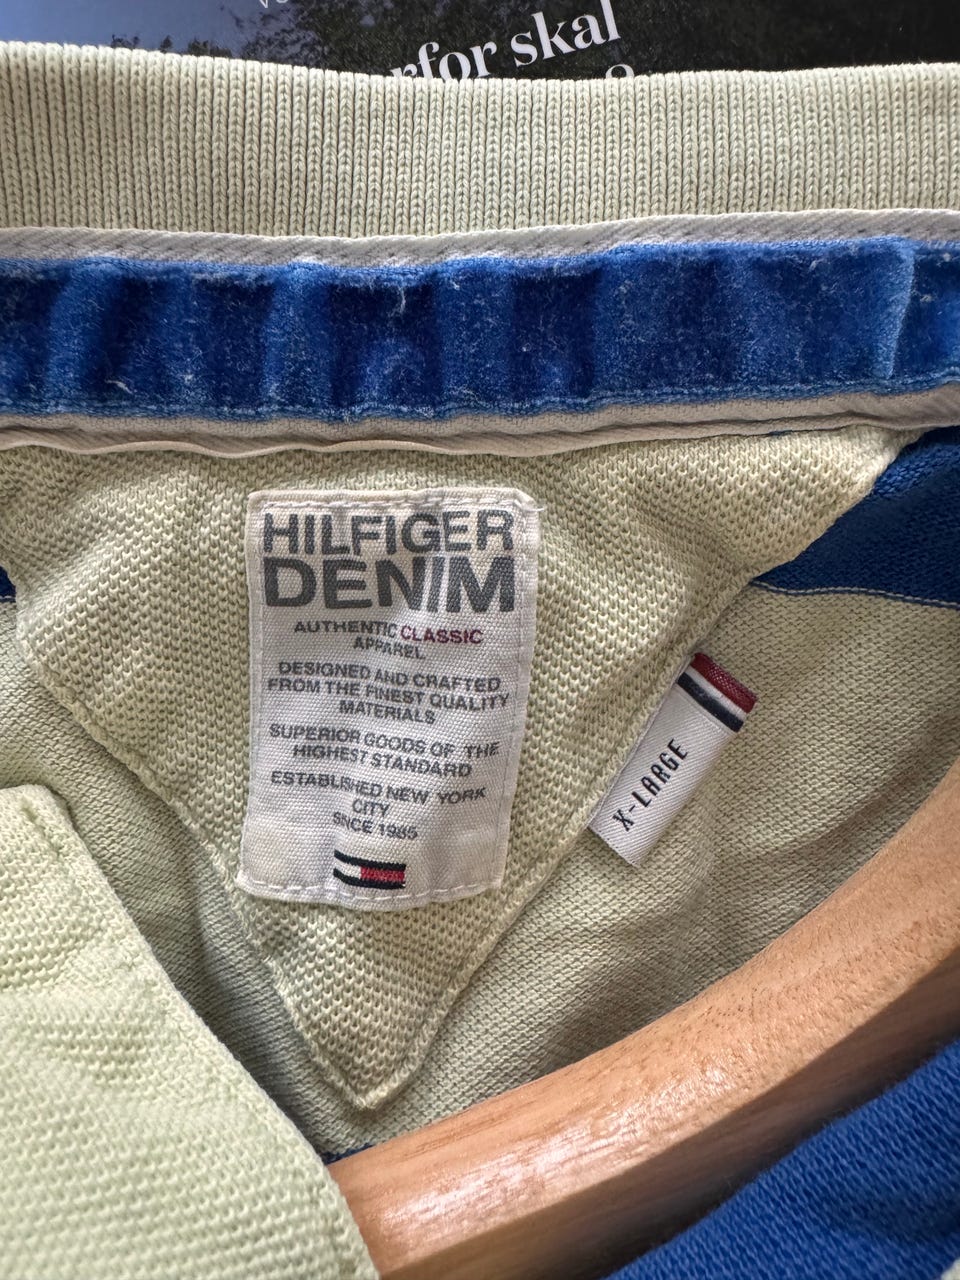 rfor skal
HILFIGER
DENIM
AUTHENTIC CLASSIC
APPAREL
DESIGNED AND CRAFTED
FROM THE FINEST QUALITY
MATERIALS
SUPERIOR GOODS OF THE
HIGHEST STANDARD
ESTABLISHED NEW YORK
CITY
SINCE 1985
X-LARGE